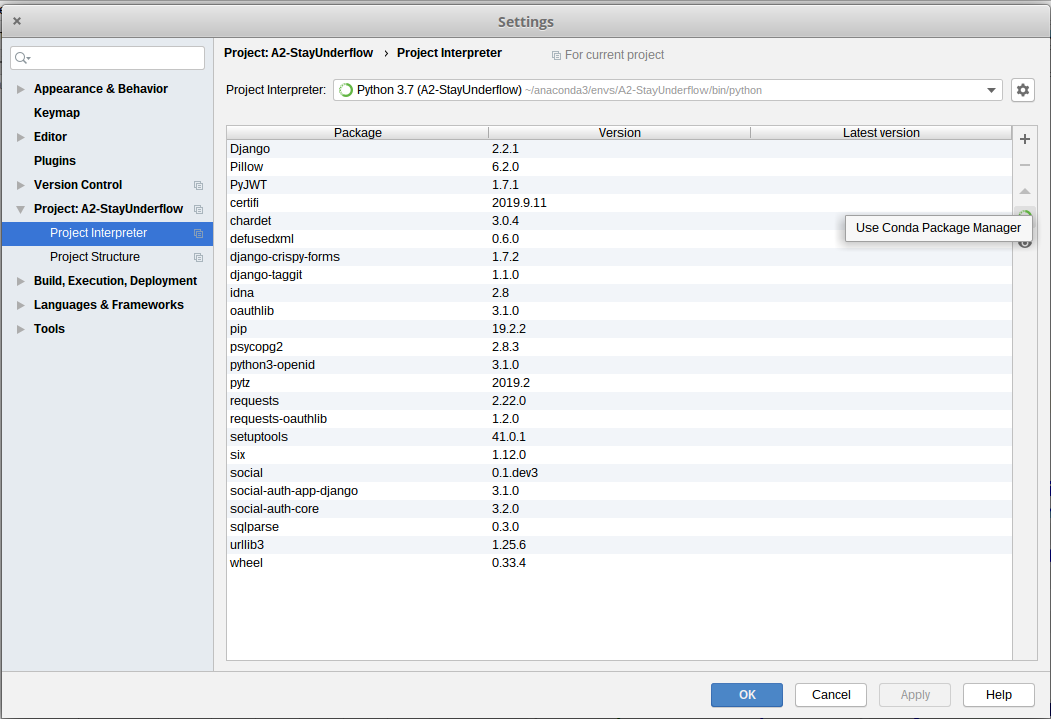 Settings
Project: A2-StayUnderflow › Project Interpreter For current project
Appearance & Behavior
Keymap
Editor
Plugins
Version Control
Project: A2-StayUnderflow
Project Interpreter
Project Structure
Build, Execution, Deployment
Languages & Frameworks
Tools
Project Interpreter: Python 3.7 (A2-StayUnderflow) ~/anaconda3/envs/A2-StayUnderflow/bin/python
Package Version Latest version
Django 2.2.1
Pillow 6.2.0
PyJWT 1.7.1
certifi 2019.9.11
chardet 3.0.4
defusedxml 0.6.0
django-crispy-forms 1.7.2
django-taggit 1.1.0
idna 2.8
oauthlib 3.1.0
pip 19.2.2
psycopg2 2.8.3
python3-openid 3.1.0
pytz 2019.2
requests 2.22.0
requests-oauthlib 1.2.0
setuptools 41.0.1
six 1.12.0
social 0.1.dev3
social-auth-app-django 3.1.0
social-auth-core 3.2.0
sqlparse 0.3.0
urllib3 1.25.6
wheel 0.33.4
Use Conda Package Manager
OK Cancel Apply Help